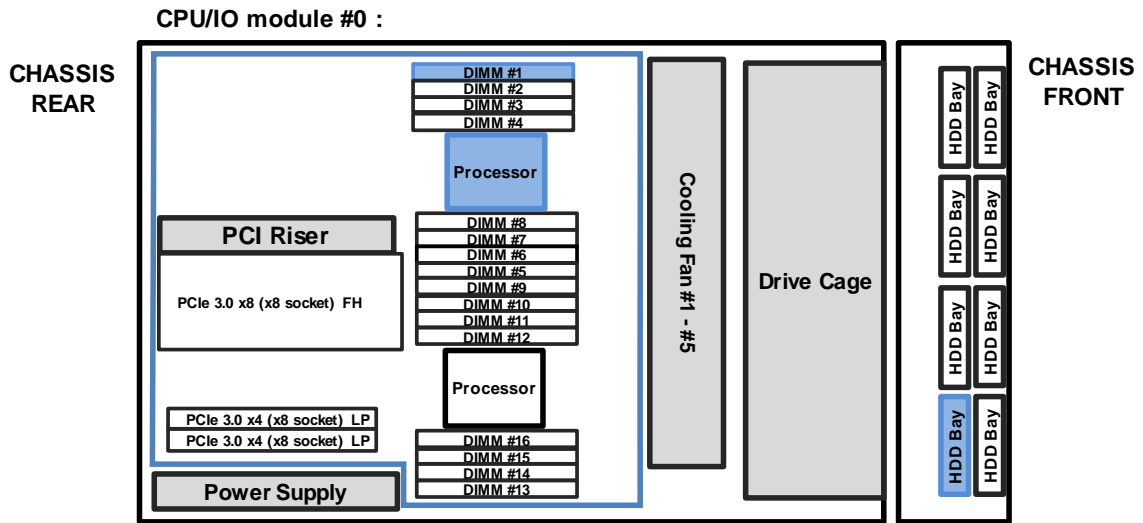 CPU/IO module #0 :
CHASSIS
REAR
DIMM #1
DIMM #2
DIMM #3
DIMM #4
Processor
DIMM #8
DIMM #7
DIMM #6
DIMM #5
DIMM #9
DIMM #10
DIMM #11
DIMM #12
Processor
DIMM #16
DIMM #15
DIMM #14
DIMM #13
PCI Riser
PCIe 3.0 x8 (x8 socket) FH
PCIe 3.0 x4 (x8 socket) LP
PCIe 3.0 x4 (x8 socket) LP
Power Supply
Cooling Fan #1 - #5
Drive Cage
HDD Bay
HDD Bay
HDD Bay
HDD Bay
HDD Bay
HDD Bay
HDD Bay
HDD Bay
CHASSIS
FRONT